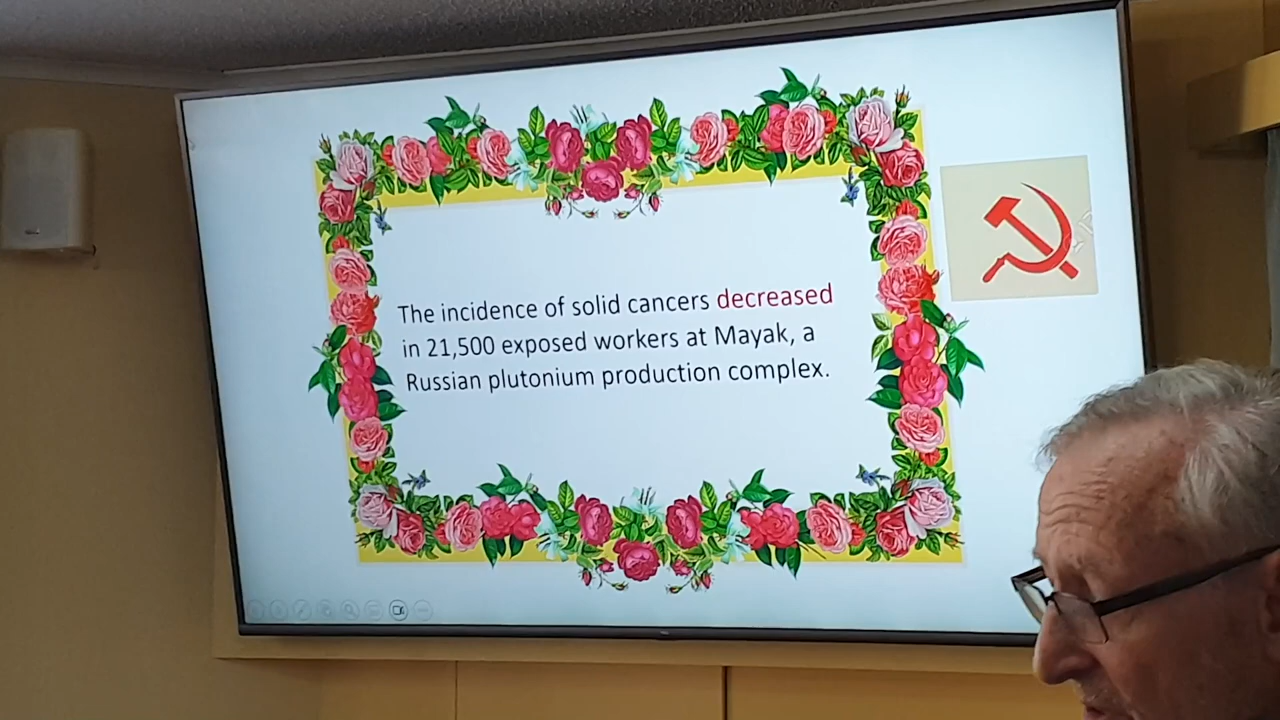 The incidence of solid cancers decreased
in 21,500 exposed workers at Mayak, a
Russian plutonium production complex.